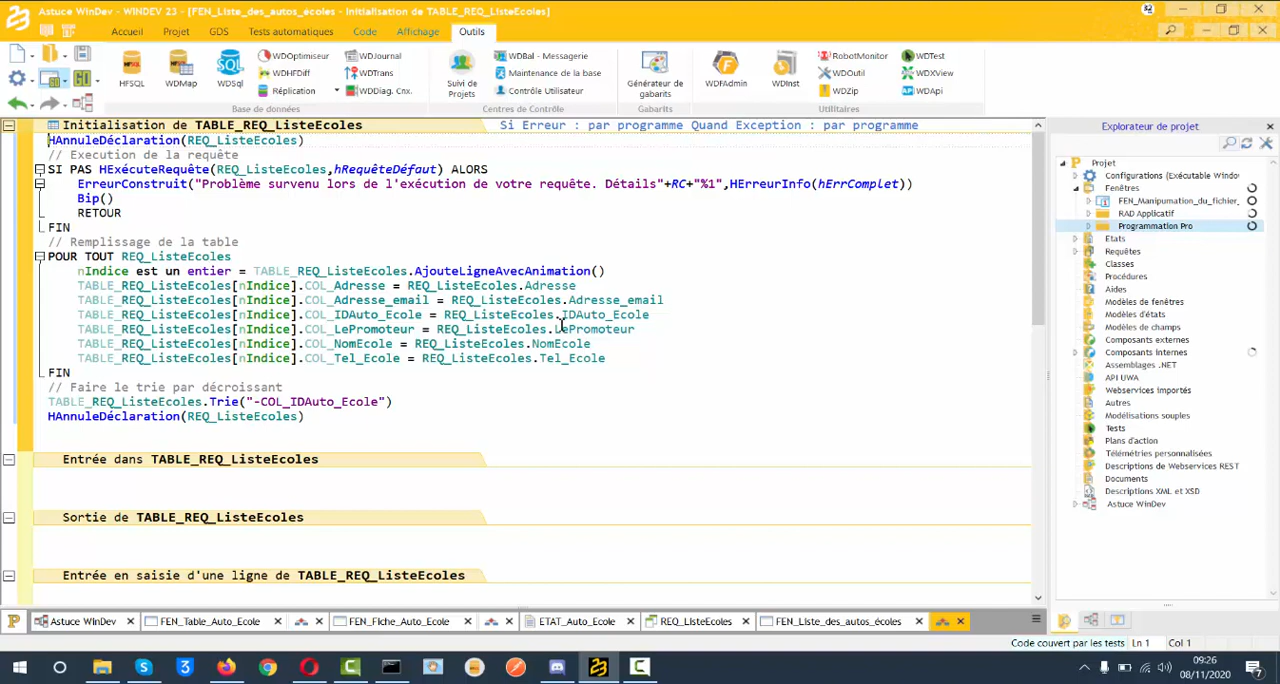 Astuce WinDev - WINDEV 23 - [FEN_Liste_des_autos_écoles - Initialisation de TABLE_REQ_ListeEcoles]
Accueil Projet GDS Tests automatiques Code Affichage Outils
WDOptimiseur WDJournal WDBal - Messagerie RobotMonitor WDTest
WDHFDiff WDTrans Maintenance de la base WDOutil WDXView
HFSQL WDMap WDSql Réplication WDDiag. Cnx. Suivi de Projets Contrôle Utilisateur Générateur de gabarits WDFAdmin WDInst WDZip WDApi
Base de données Centres de Contrôle Gabarits Utilitaires
Initialisation de TABLE_REQ_ListeEcoles Si Erreur : par programme Quand Exception : par programme
HAnnuleDéclaration(REQ_ListeEcoles)
// Execution de la requête
SI PAS HExécuteRequête(REQ_ListeEcoles,hRequêteDéfaut) ALORS
ErreurConstruit("Problème survenu lors de l'exécution de votre requête. Détails"+RC+"%1",HErreurInfo(hErrComplet))
Bip()
RETOUR
FIN
// Remplissage de la table
POUR TOUT REQ_ListeEcoles
nIndice est un entier = TABLE_REQ_ListeEcoles.AjouteLigneAvecAnimation()
TABLE_REQ_ListeEcoles[nIndice].COL_Adresse = REQ_ListeEcoles.Adresse
TABLE_REQ_ListeEcoles[nIndice].COL_Adresse_email = REQ_ListeEcoles.Adresse_email
TABLE_REQ_ListeEcoles[nIndice].COL_IDAuto_Ecole = REQ_ListeEcoles.IDAuto_Ecole
TABLE_REQ_ListeEcoles[nIndice].COL_LePromoteur = REQ_ListeEcoles.LePromoteur
TABLE_REQ_ListeEcoles[nIndice].COL_NomEcole = REQ_ListeEcoles.NomEcole
TABLE_REQ_ListeEcoles[nIndice].COL_Tel_Ecole = REQ_ListeEcoles.Tel_Ecole
FIN
// Faire le trie par décroissant
TABLE_REQ_ListeEcoles.Trie("-COL_IDAuto_Ecole")
HAnnuleDéclaration(REQ_ListeEcoles)
Entrée dans TABLE_REQ_ListeEcoles
Sortie de TABLE_REQ_ListeEcoles
Entrée en saisie d'une ligne de TABLE_REQ_ListeEcoles
Explorateur de projet
Projet
Configurations (Exécutable Windo
Fenêtres
FEN_Manipumation_du_fichier_
RAD Applicatif
Programmation Pro
Etats
Requêtes
Classes
Procédures
Aides
Modèles de fenêtres
Modèles d'états
Modèles de champs
Composants externes
Composants internes
Assemblages .NET
API UWA
Webservices importés
Autres
Modélisations souples
Tests
Plans d'action
Télémétries personnalisées
Descriptions de Webservices REST
Documents
Descriptions XML et XSD
Astuce WinDev
Astuce WinDev FEN_Table_Auto_Ecole FEN_Fiche_Auto_Ecole ETAT_Auto_Ecole REQ_ListeEcoles FEN_Liste_des_autos_écoles
Code couvert par les tests Ln 1 Col 1
09:26
08/11/2020